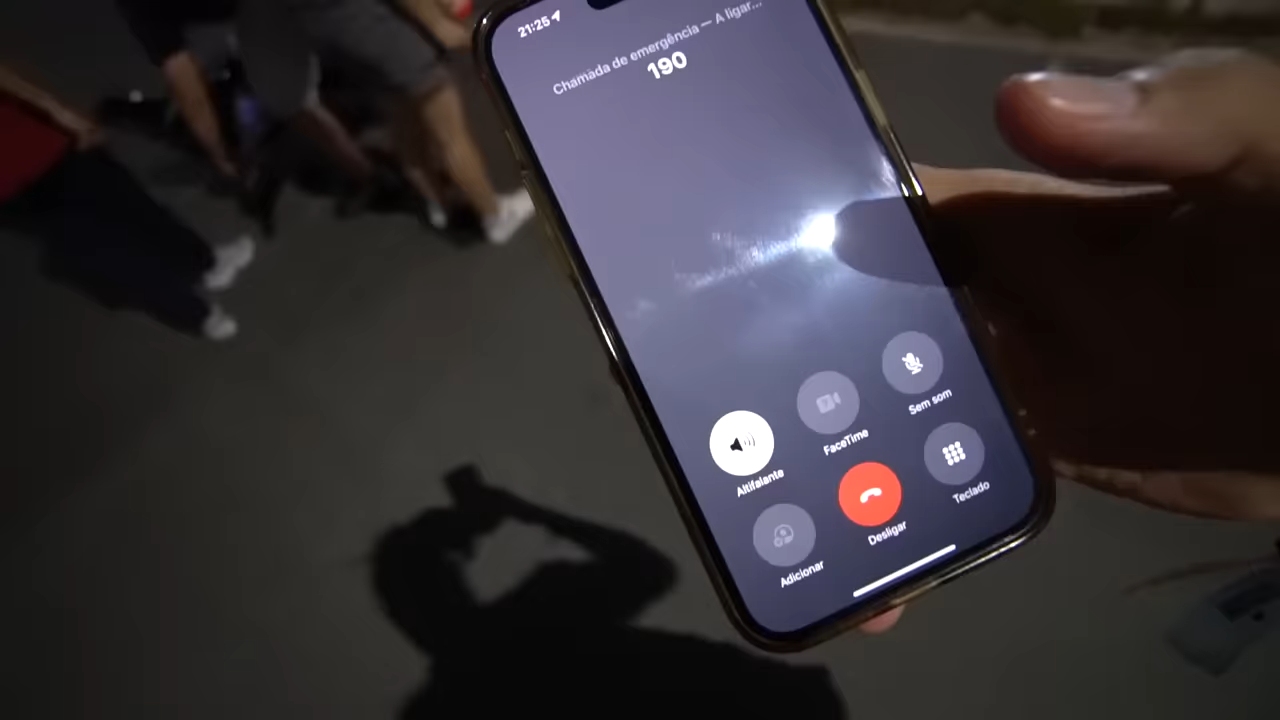 21:25
Chamada de emergência — A ligar...
190
Altifalante
FaceTime
Sem som
Adicionar
Desligar
Teclado